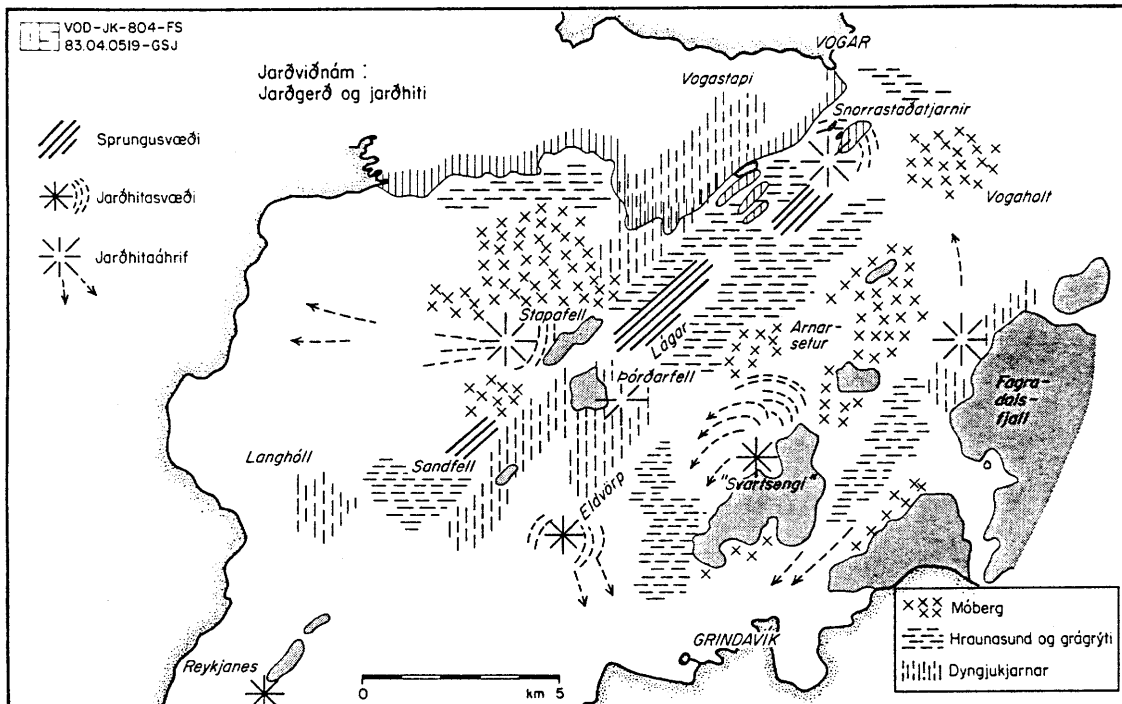 OS VOD-JK-804-FS
83.04.0519-GSJ
Jarðviðnám :
Jarðgerð og jarðhiti
Sprungusvæði
Jarðhitasvæði
Jarðhitaáhrif
VOGAR
Vogastapi
Snorrastaðatjarnir
Vogaholt
Stapafell
Lágar
Arnar-
setur
Þórðarfell
Fagra-
dals-
fjall
Langhóll
Sandfell
"Svartsengi"
Eldvörp
GRINDAVÍK
Reykjanes
0 km 5
Móberg
Hraunasund og grágrýti
Dyngjukjarnar